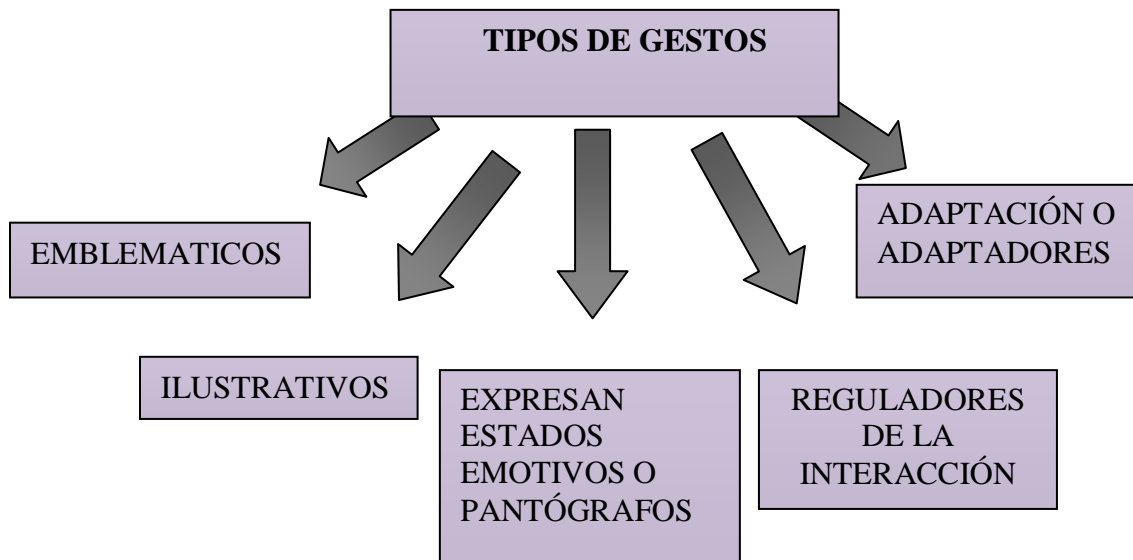 TIPOS DE GESTOS
EMBLEMATICOS
ILUSTRATIVOS
EXPRESAN
ESTADOS
EMOTIVOS O
PANTÓGRAFOS
REGULADORES
DE LA
INTERACCIÓN
ADAPTACIÓN O
ADAPTADORES